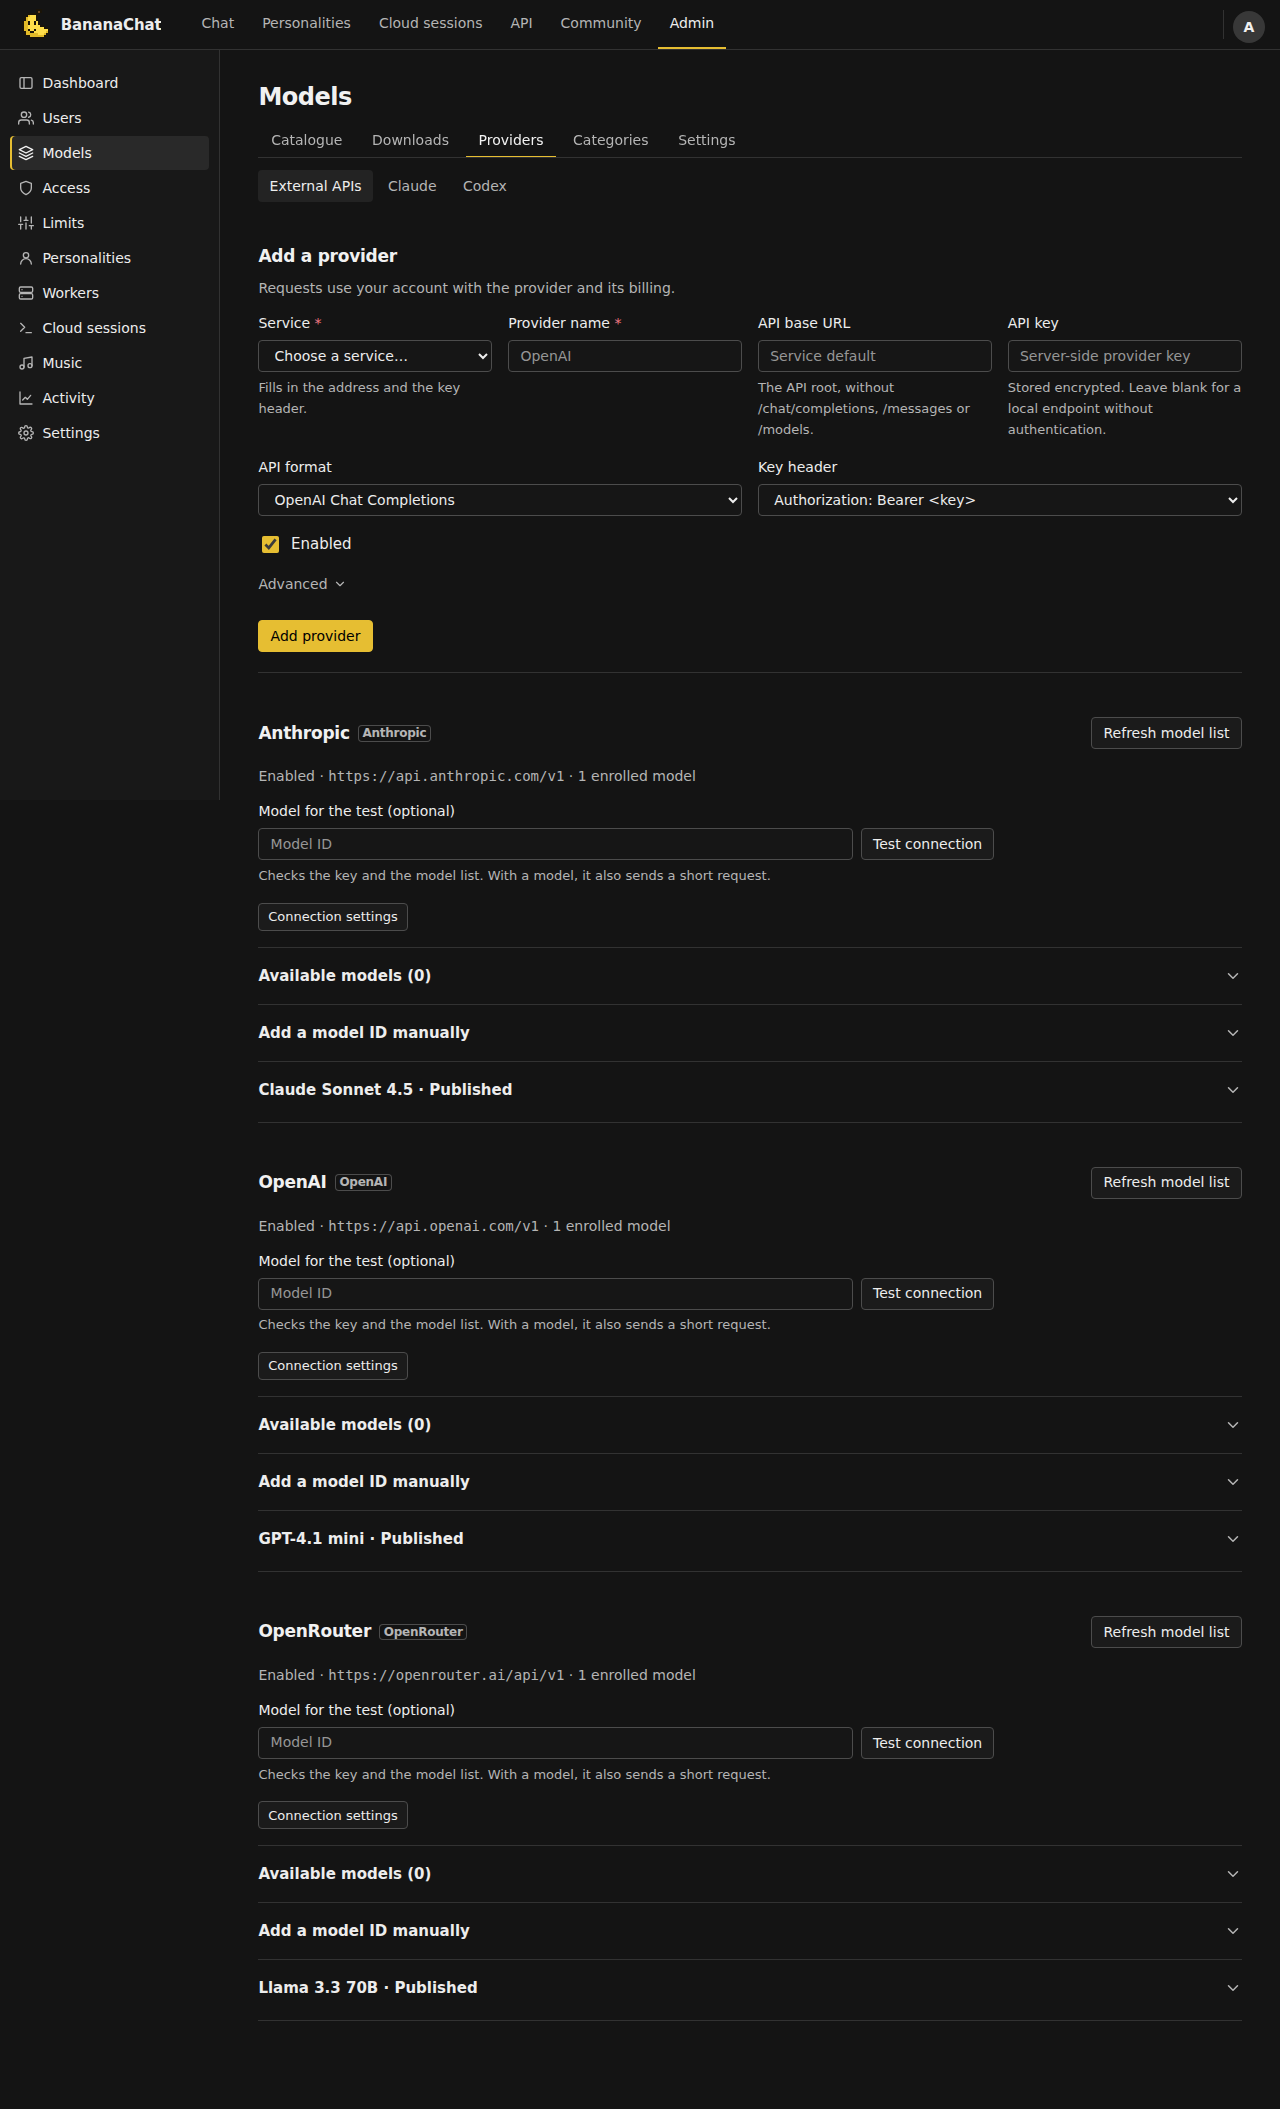 BananaChat
Chat
Personalities
Cloud sessions
API
Community
Admin
A
Dashboard
Users
Models
Access
Limits
Personalities
Workers
Cloud sessions
Music
Activity
Settings
Models
Catalogue
Downloads
Providers
Categories
Settings
External APIs
Claude
Codex
Add a provider
Requests use your account with the provider and its billing.
Service *
Choose a service…
Fills in the address and the key
header.
Provider name *
OpenAI
API base URL
Service default
The API root, without
/chat/completions, /messages or
/models.
API key
Server-side provider key
Stored encrypted. Leave blank for a
local endpoint without
authentication.
API format
OpenAI Chat Completions
Key header
Authorization: Bearer <key>
Enabled
Advanced
Add provider
Anthropic Anthropic
Refresh model list
Enabled · https://api.anthropic.com/v1 · 1 enrolled model
Model for the test (optional)
Model ID
Test connection
Checks the key and the model list. With a model, it also sends a short request.
Connection settings
Available models (0)
Add a model ID manually
Claude Sonnet 4.5 · Published
OpenAI OpenAI
Refresh model list
Enabled · https://api.openai.com/v1 · 1 enrolled model
Model for the test (optional)
Model ID
Test connection
Checks the key and the model list. With a model, it also sends a short request.
Connection settings
Available models (0)
Add a model ID manually
GPT-4.1 mini · Published
OpenRouter OpenRouter
Refresh model list
Enabled · https://openrouter.ai/api/v1 · 1 enrolled model
Model for the test (optional)
Model ID
Test connection
Checks the key and the model list. With a model, it also sends a short request.
Connection settings
Available models (0)
Add a model ID manually
Llama 3.3 70B · Published